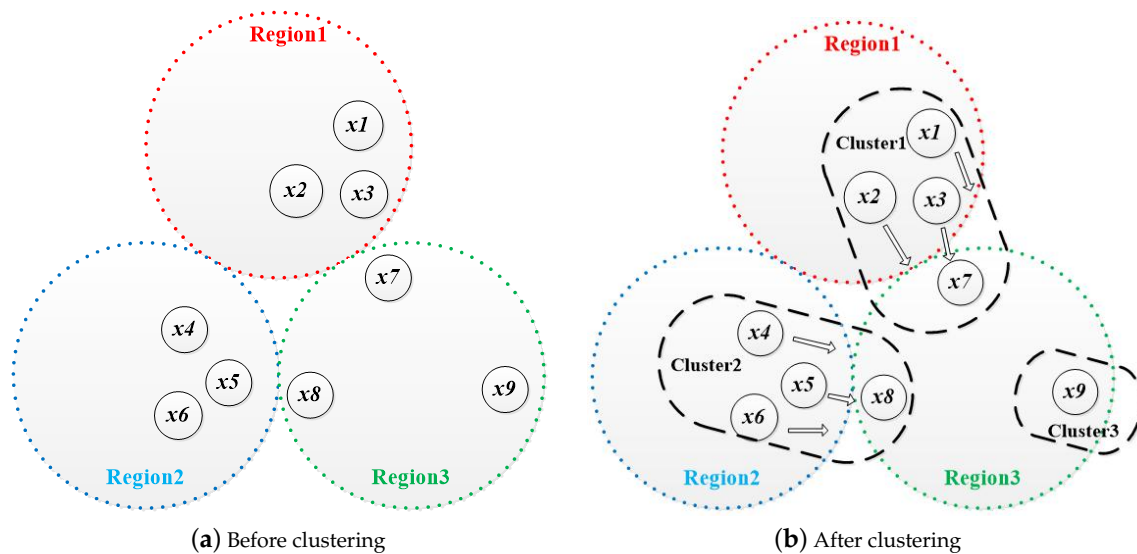 Region1
x1
x2
x3
x7
x4
x5
x6
x8
x9
Region2
Region3
(a) Before clustering
Region1
Cluster1
x1
x2
x3
x7
x4
Cluster2
x5
x6
x8
x9
Cluster3
Region2
Region3
(b) After clustering